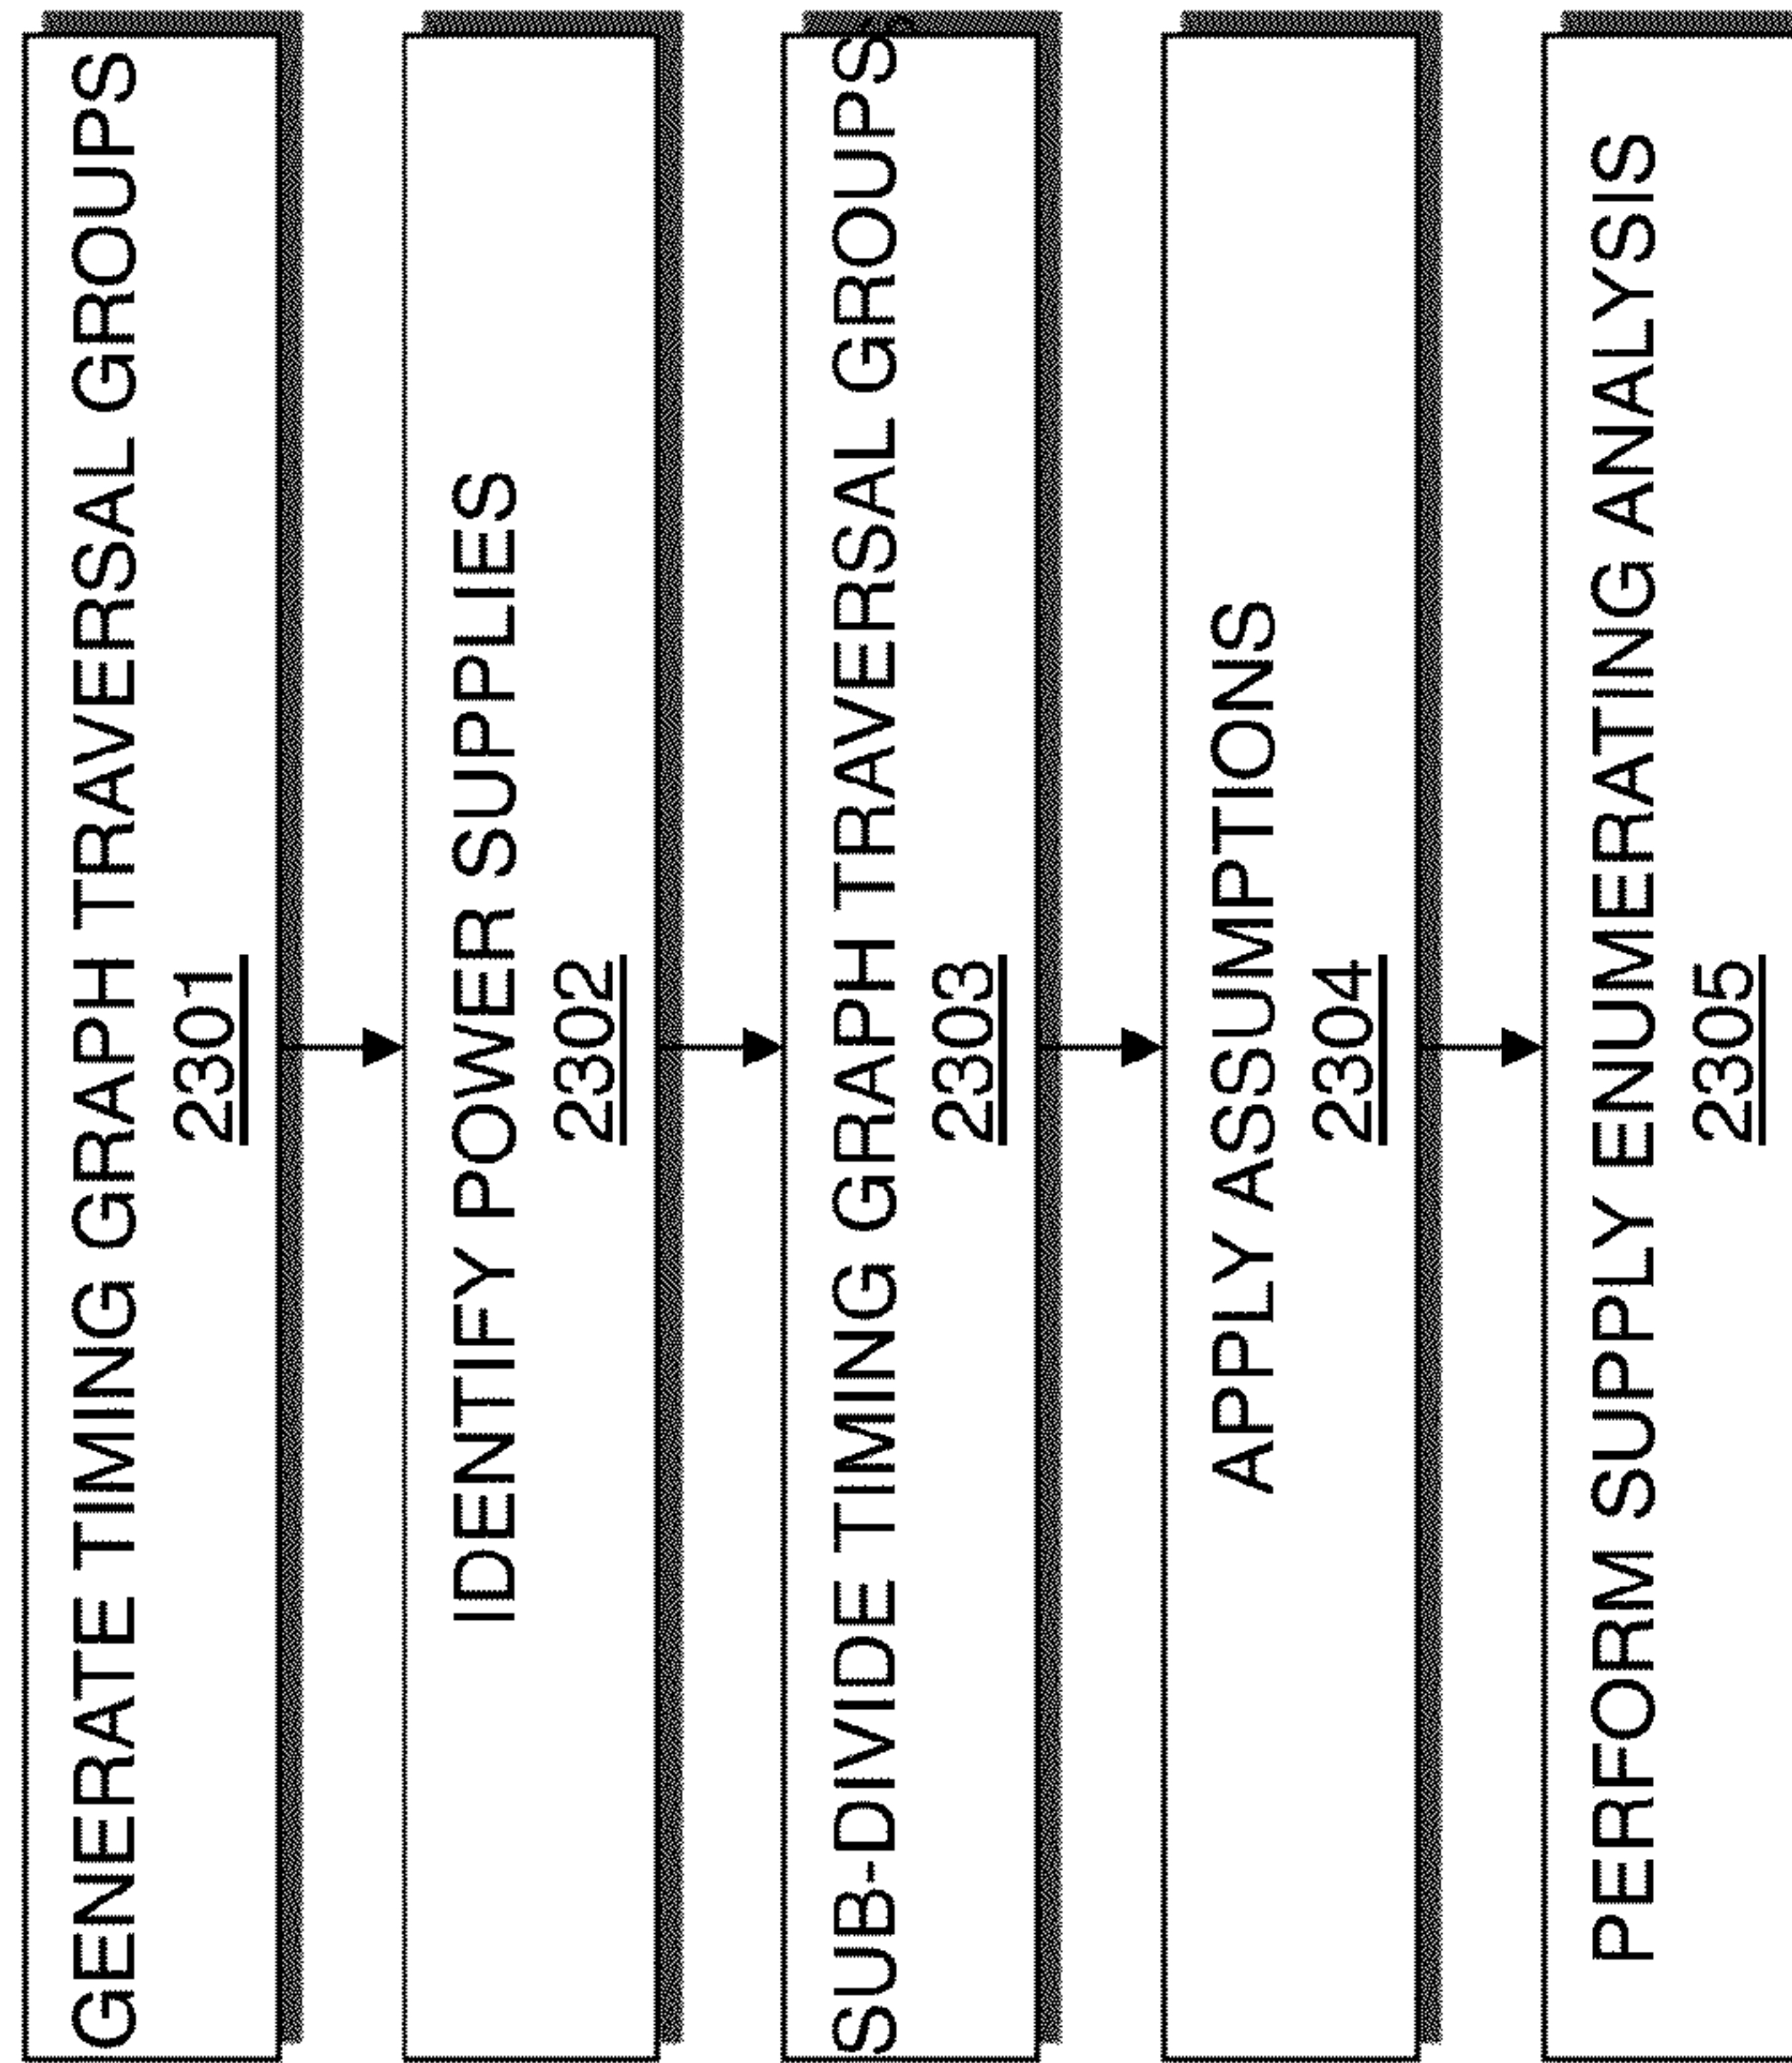 GENERATE TIMING GRAPH TRAVERSAL GROUPS
2301
IDENTIFY POWER SUPPLIES
2302
SUB-DIVIDE TIMING GRAPH TRAVERSAL GROUPS
2303
APPLY ASSUMPTIONS
2304
PERFORM SUPPLY ENUMERATING ANALYSIS
2305